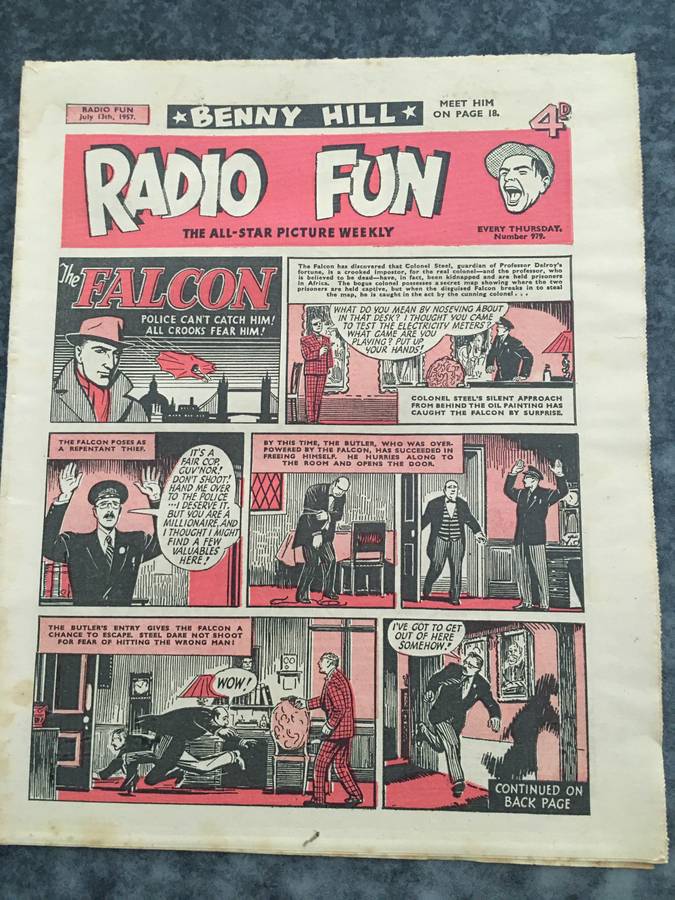 RADIO FUN
July 13th, 1957.
★BENNY HILL★
MEET HIM
ON PAGE 18.
4D
RADIO FUN
THE ALL-STAR PICTURE WEEKLY
EVERY THURSDAY.
Number 979.
The FALCON
POLICE CAN'T CATCH HIM!
ALL CROOKS FEAR HIM!
The Falcon has discovered that Colonel Steel, guardian of Professor Delroy's
fortune, is a crooked impostor, for the real colonel—and the professor, who
is believed to be dead—have, in fact, been kidnapped and are held prisoners
in Africa. The bogus colonel possesses a secret map showing where the two
prisoners are held captive, but when the disguised Falcon breaks in to steal
the map, he is caught in the act by the cunning colonel . . .
WHAT DO YOU MEAN BY NOSEYING ABOUT
IN THAT DESK? I THOUGHT YOU CAME
TO TEST THE ELECTRICITY METERS?
WHAT GAME ARE YOU
PLAYING? PUT UP
YOUR HANDS!
COLONEL STEEL'S SILENT APPROACH
FROM BEHIND THE OIL PAINTING HAS
CAUGHT THE FALCON BY SURPRISE.
THE FALCON POSES AS
A REPENTANT THIEF.
IT'S A
FAIR COP,
GUV'NOR!
DON'T SHOOT!
HAND ME OVER
TO THE POLICE
...I DESERVE IT.
BUT YOU ARE A
MILLIONAIRE, AND
I THOUGHT I MIGHT
FIND A FEW
VALUABLES
HERE!
BY THIS TIME, THE BUTLER, WHO WAS OVER-
POWERED BY THE FALCON, HAS SUCCEEDED IN
FREEING HIMSELF. HE HURRIES ALONG TO
THE ROOM AND OPENS THE DOOR.
THE BUTLER'S ENTRY GIVES THE FALCON A
CHANCE TO ESCAPE. STEEL DARE NOT SHOOT
FOR FEAR OF HITTING THE WRONG MAN!
WOW!
I'VE GOT TO GET
OUT OF HERE
SOMEHOW!
CONTINUED ON
BACK PAGE